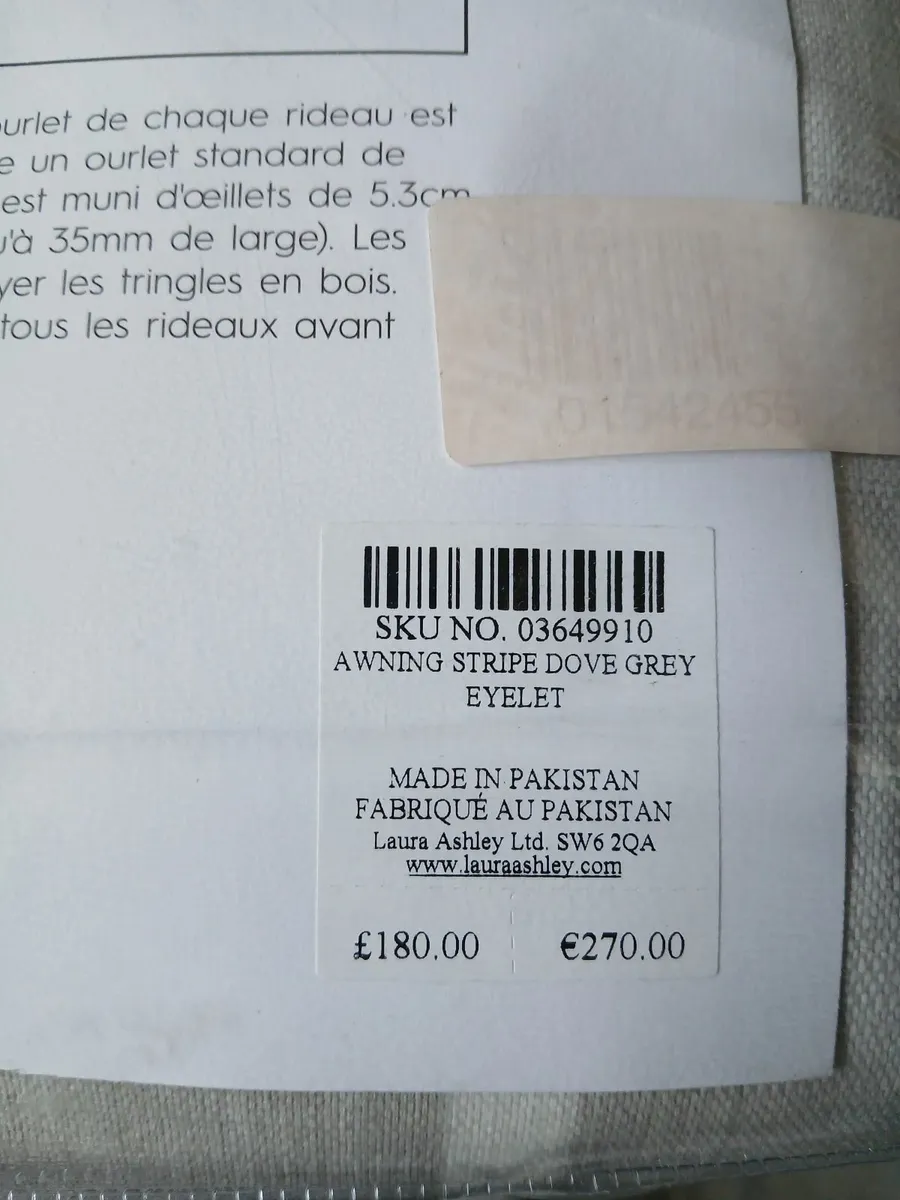 ourlet de chaque rideau est
un ourlet standard de
est muni d'œillets de 5.3cm
35mm de large). Les
les tringles en bois.
tous les rideaux avant
01542455
SKU NO. 03649910
AWNING STRIPE DOVE GREY
EYELET
MADE IN PAKISTAN
FABRIQUÉ AU PAKISTAN
Laura Ashley Ltd. SW6 2QA
www.lauraashley.com
£180.00 €270.00